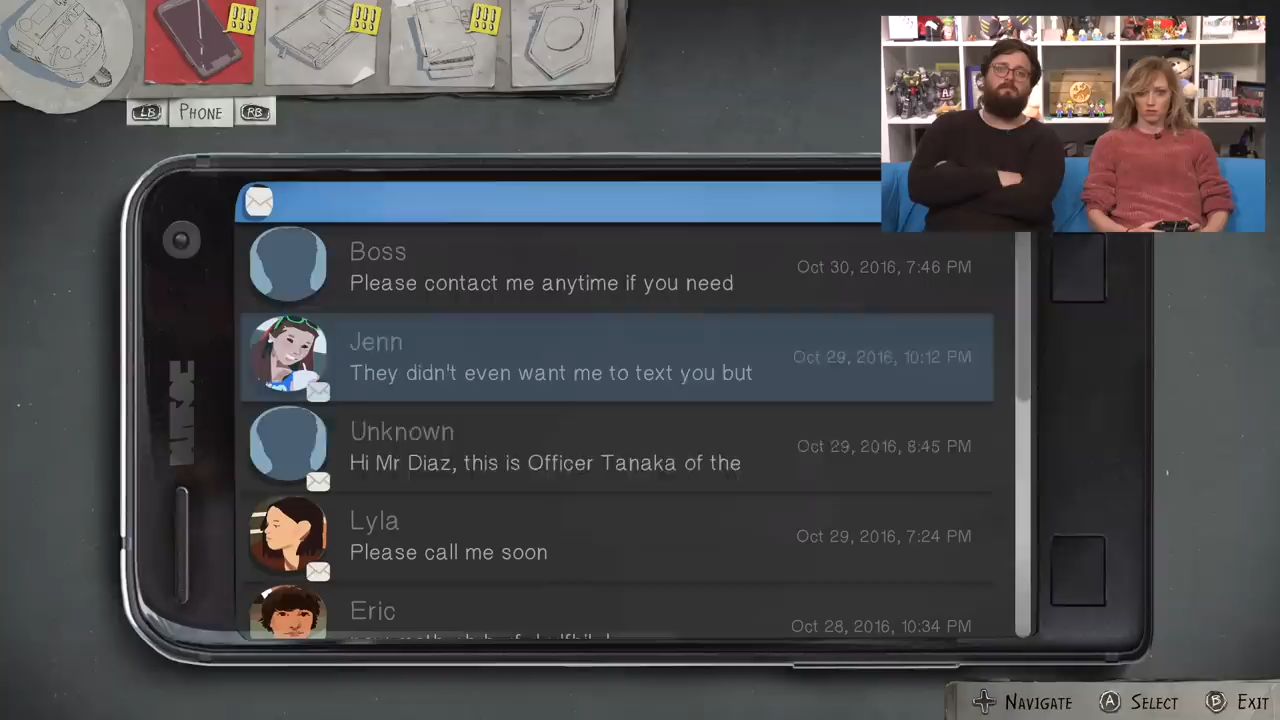 LB PHONE RB
Boss
Please contact me anytime if you need
Oct 30, 2016, 7:46 PM
Jenn
They didn't even want me to text you but
Oct 29, 2016, 10:12 PM
Unknown
Hi Mr Diaz, this is Officer Tanaka of the
Oct 29, 2016, 8:45 PM
Lyla
Please call me soon
Oct 29, 2016, 7:24 PM
Eric
Oct 28, 2016, 10:34 PM
NAVIGATE A SELECT B EXIT